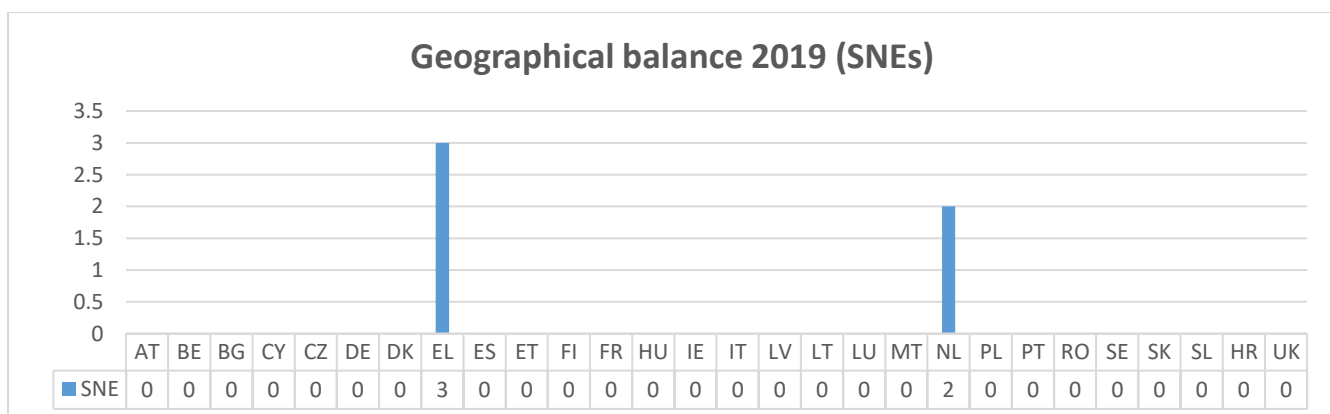 Geographical balance 2019 (SNEs)
3.5
3
2.5
2
1.5
1
0.5
0
AT BE BG CY CZ DE DK EL ES ET FI FR HU IE IT LV LT LU MT NL PL PT RO SE SK SL HR UK
SNE 0 0 0 0 0 0 0 3 0 0 0 0 0 0 0 0 0 0 0 2 0 0 0 0 0 0 0 0